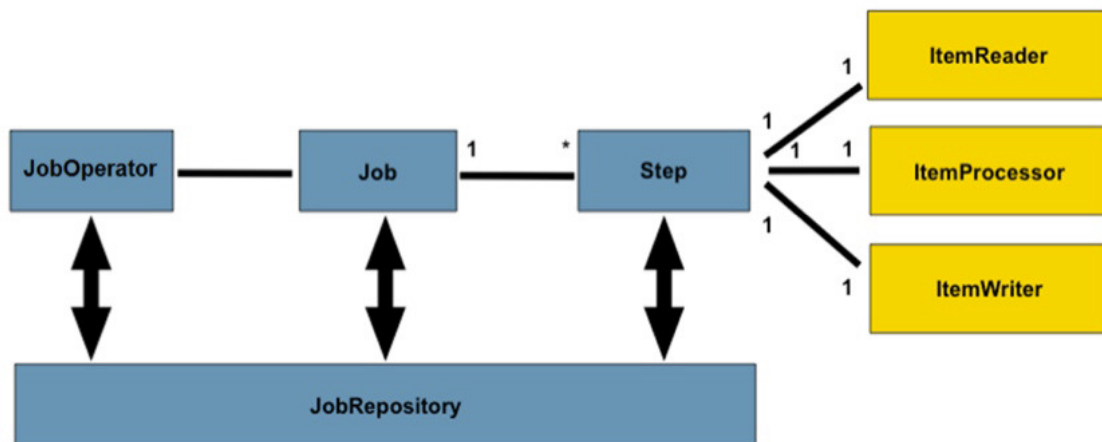 ItemReader
1
1
JobOperator
Job
1
*
Step
1
1
ItemProcessor
1
1
ItemWriter
JobRepository